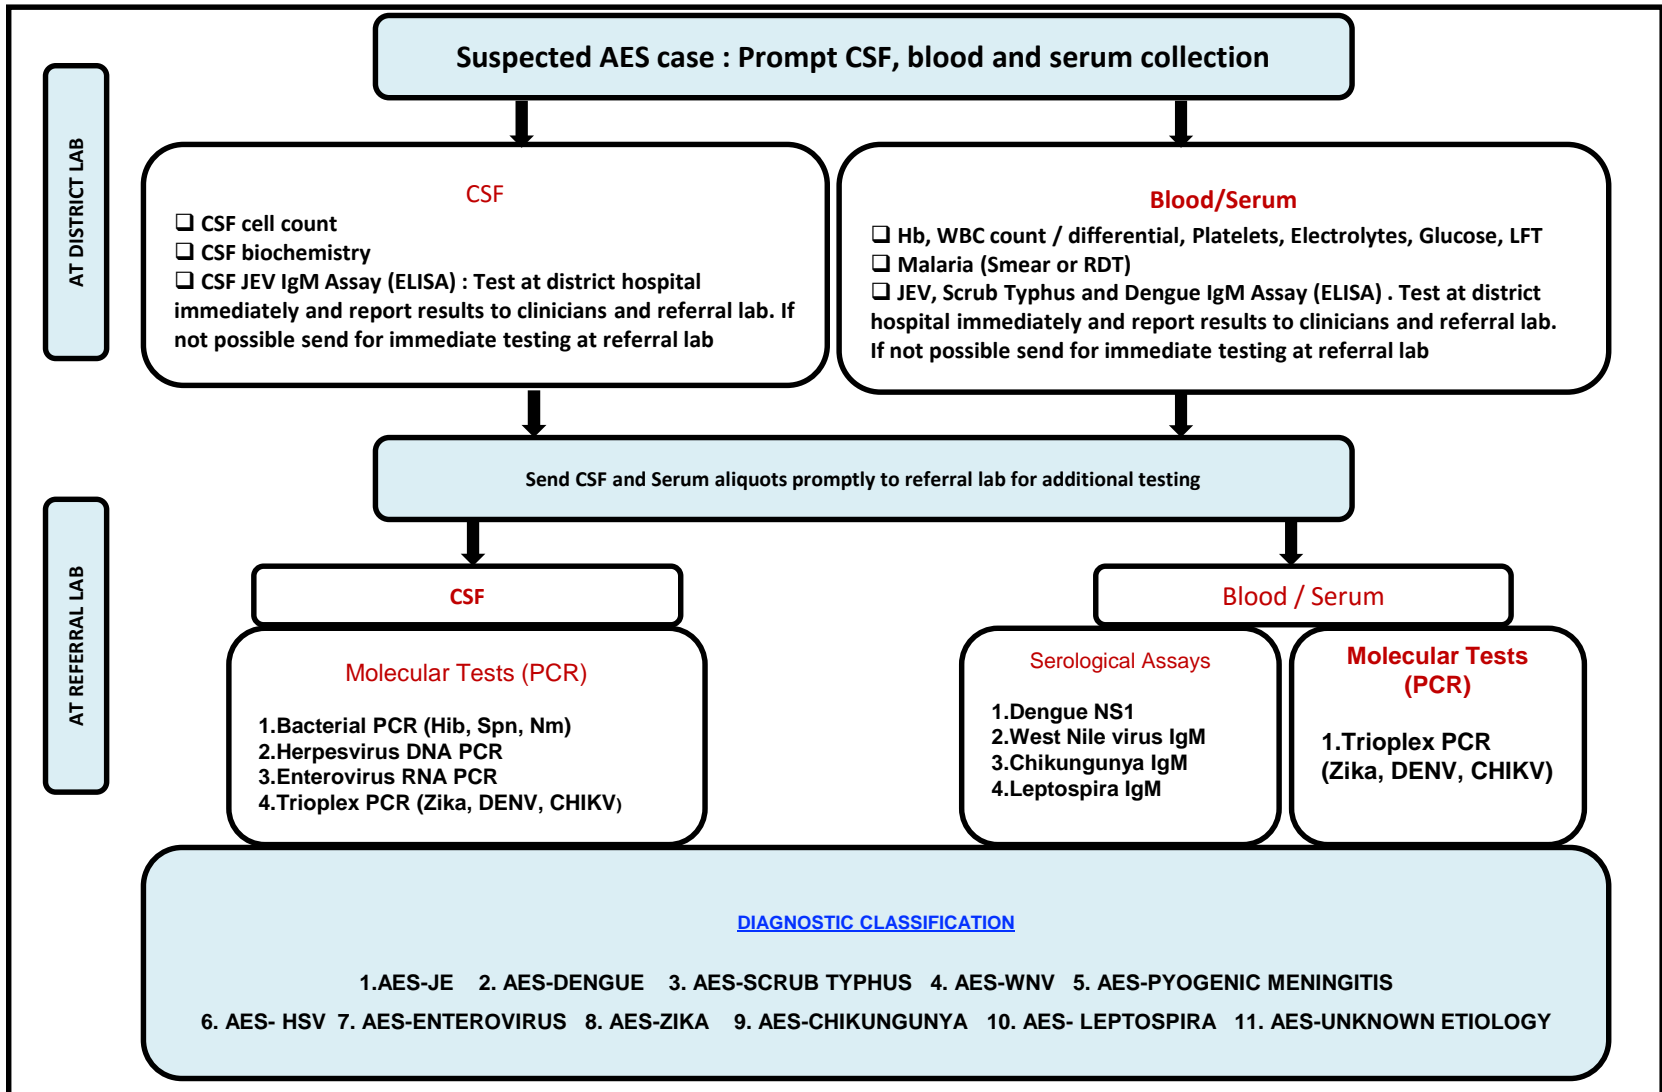 Suspected AES case : Prompt CSF, blood and serum collection
AT DISTRICT LAB
CSF
❑ CSF cell count
❑ CSF biochemistry
❑ CSF JEV IgM Assay (ELISA) : Test at district hospital
immediately and report results to clinicians and referral lab. If
not possible send for immediate testing at referral lab
Blood/Serum
❑ Hb, WBC count / differential, Platelets, Electrolytes, Glucose, LFT
❑ Malaria (Smear or RDT)
❑ JEV, Scrub Typhus and Dengue IgM Assay (ELISA) . Test at district
hospital immediately and report results to clinicians and referral lab.
If not possible send for immediate testing at referral lab
Send CSF and Serum aliquots promptly to referral lab for additional testing
AT REFERRAL LAB
CSF
Molecular Tests (PCR)
1.Bacterial PCR (Hib, Spn, Nm)
2.Herpesvirus DNA PCR
3.Enterovirus RNA PCR
4.Trioplex PCR (Zika, DENV, CHIKV)
Blood / Serum
Serological Assays
1.Dengue NS1
2.West Nile virus IgM
3.Chikungunya IgM
4.Leptospira IgM
Molecular Tests
(PCR)
1.Trioplex PCR
(Zika, DENV, CHIKV)
DIAGNOSTIC CLASSIFICATION
1.AES-JE 2. AES-DENGUE 3. AES-SCRUB TYPHUS 4. AES-WNV 5. AES-PYOGENIC MENINGITIS
6. AES- HSV 7. AES-ENTEROVIRUS 8. AES-ZIKA 9. AES-CHIKUNGUNYA 10. AES- LEPTOSPIRA 11. AES-UNKNOWN ETIOLOGY